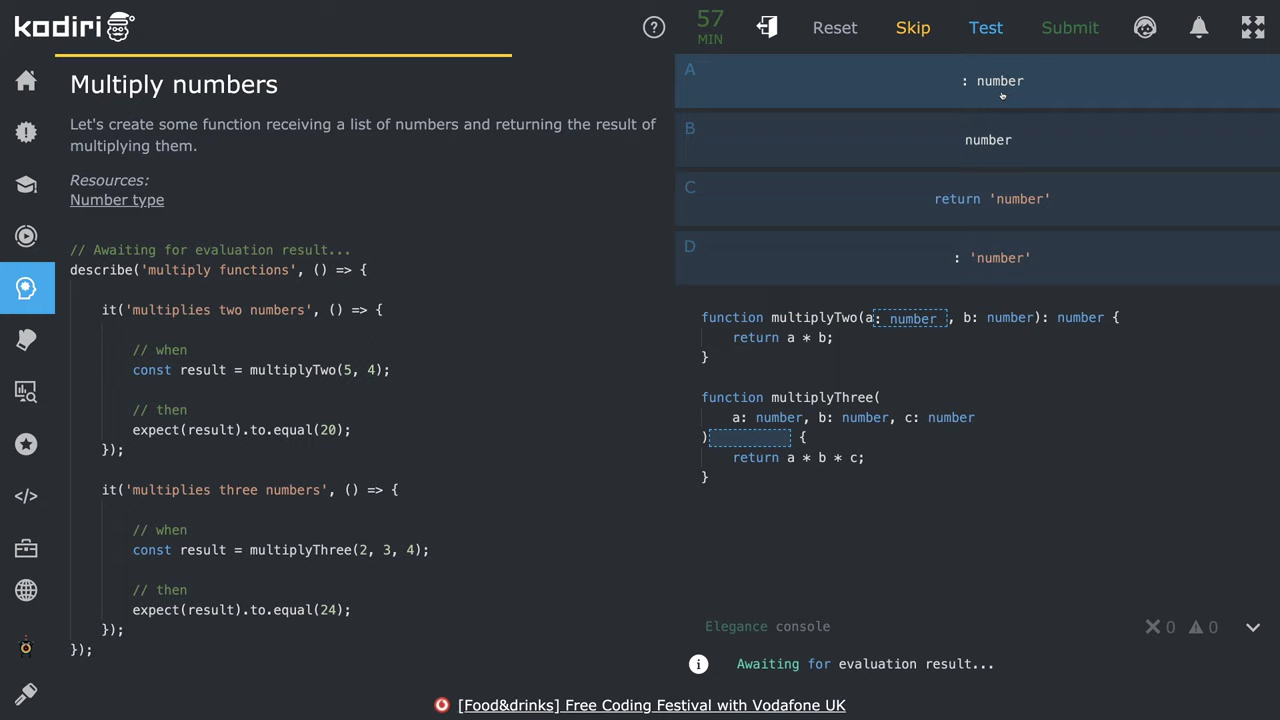 kodiri
57
MIN
Reset
Skip
Test
Submit
Multiply numbers
Let's create some function receiving a list of numbers and returning the result of
multiplying them.
Resources:
Number type
// Awaiting for evaluation result...
describe('multiply functions', () => {
it('multiplies two numbers', () => {
// when
const result = multiplyTwo(5, 4);
// then
expect(result).to.equal(20);
});
it('multiplies three numbers', () => {
// when
const result = multiplyThree(2, 3, 4);
// then
expect(result).to.equal(24);
});
});
A
: number
B
number
C
return 'number'
D
: 'number'
function multiplyTwo(a: number, b: number): number {
return a * b;
}
function multiplyThree(
a: number, b: number, c: number
) {
return a * b * c;
}
Elegance console
0
0
Awaiting for evaluation result...
[Food&drinks] Free Coding Festival with Vodafone UK